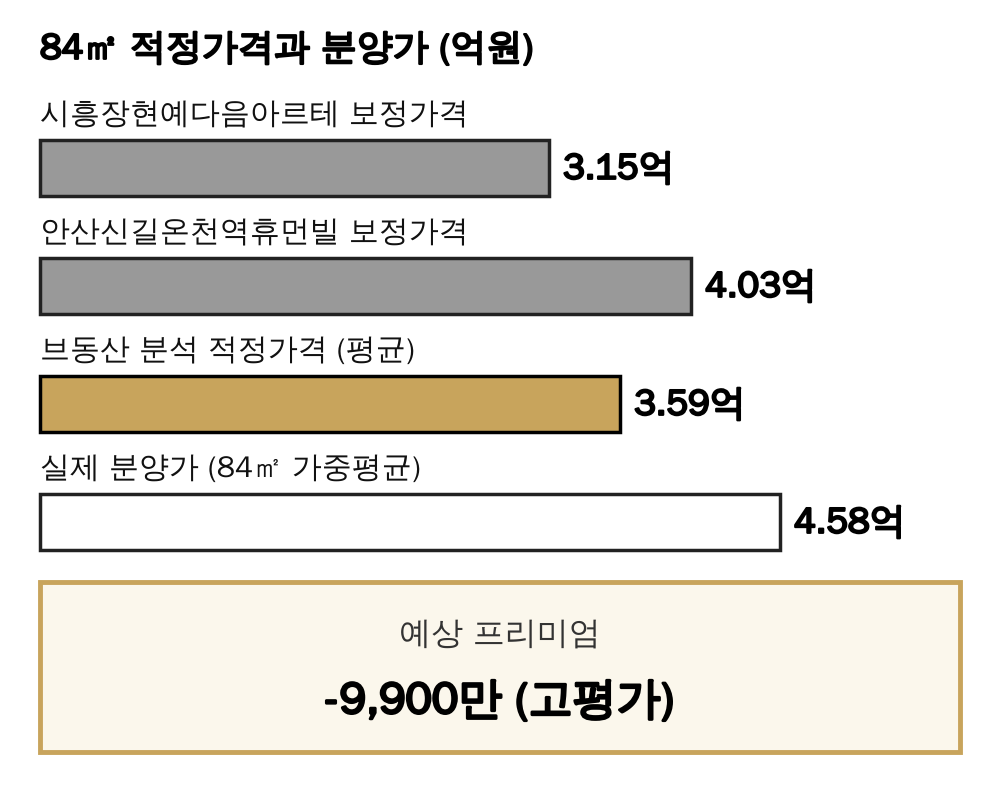 84㎡ 적정가격과 분양가 (억원)
시흥장현예다음아르테 보정가격
3.15억
안산신길온천역휴먼빌 보정가격
4.03억
브동산 분석 적정가격 (평균)
3.59억
실제 분양가 (84㎡ 가중평균)
4.58억
예상 프리미엄
-9,900만 (고평가)